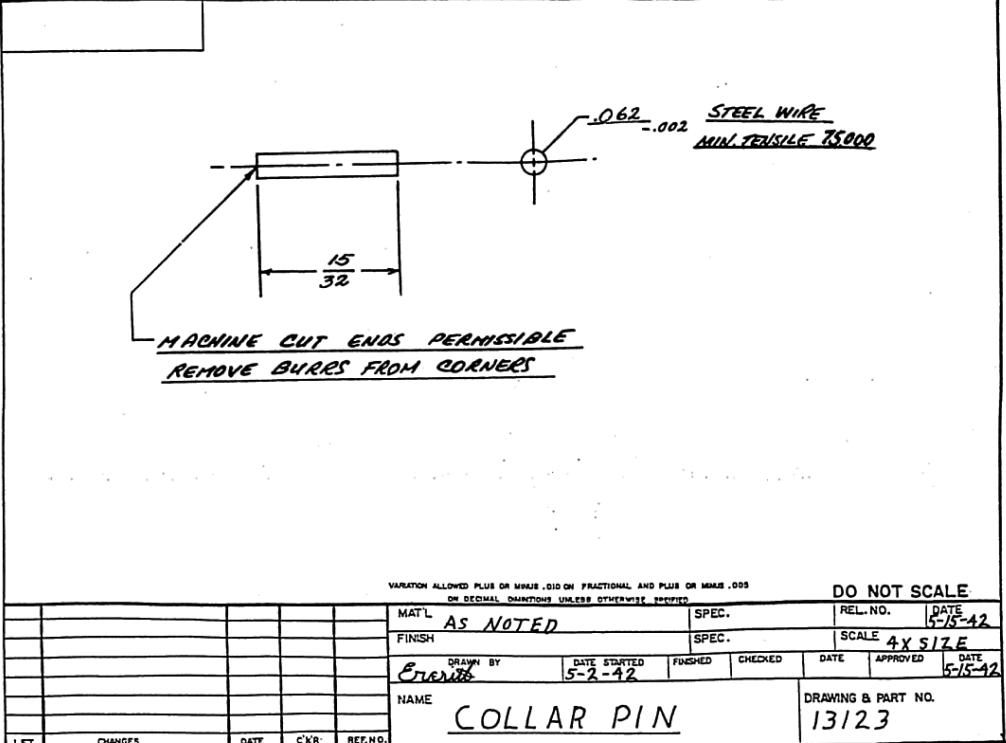 .062
-.002
STEEL WIRE
MIN. TENSILE 75,000
15
32
MACHINE CUT ENDS PERMISSIBLE
REMOVE BURRS FROM CORNERS
VARIATION ALLOWED PLUS OR MINUS .010 ON FRACTIONAL AND PLUS OR MINUS .005
ON DECIMAL DIMENTIONS UNLESS OTHERWISE SPECIFIED
DO NOT SCALE
MAT'L AS NOTED SPEC. REL. NO. DATE 5-15-42
FINISH SPEC. SCALE 4X SIZE
DRAWN BY DATE STARTED 5-2-42 FINISHED CHECKED DATE APPROVED DATE 5-15-42
NAME COLLAR PIN
DRAWING & PART NO. 13123
LET. CHANGES DATE C'K'R. REF. NO.